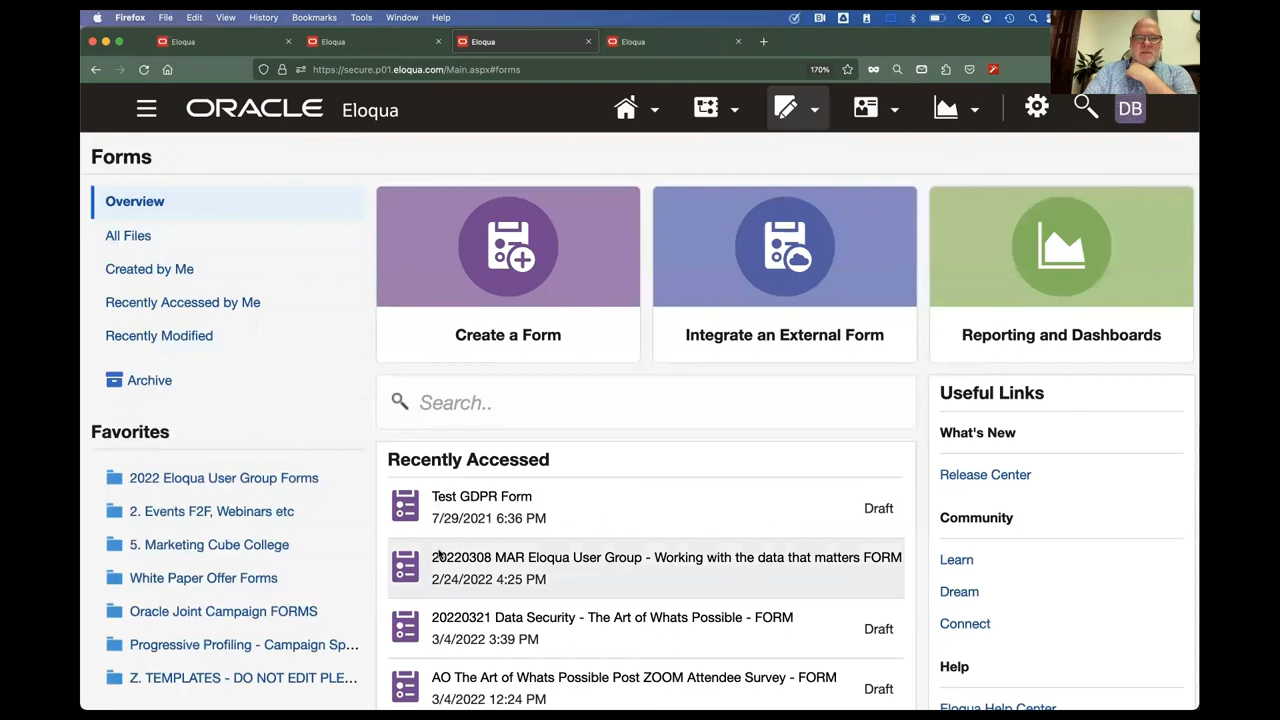 Firefox File Edit View History Bookmarks Tools Window Help
Eloqua Eloqua Eloqua Eloqua
https://secure.p01.eloqua.com/Main.aspx#forms 170%
ORACLE Eloqua DB
Forms
Overview
All Files
Created by Me
Recently Accessed by Me
Recently Modified
Archive
Favorites
2022 Eloqua User Group Forms
2. Events F2F, Webinars etc
5. Marketing Cube College
White Paper Offer Forms
Oracle Joint Campaign FORMS
Progressive Profiling - Campaign Sp...
Z. TEMPLATES - DO NOT EDIT PLE...
Create a Form
Integrate an External Form
Reporting and Dashboards
Search..
Recently Accessed
Test GDPR Form
7/29/2021 6:36 PM
Draft
20220308 MAR Eloqua User Group - Working with the data that matters FORM
2/24/2022 4:25 PM
20220321 Data Security - The Art of Whats Possible - FORM
3/4/2022 3:39 PM
Draft
AO The Art of Whats Possible Post ZOOM Attendee Survey - FORM
3/4/2022 12:24 PM
Draft
Useful Links
What's New
Release Center
Community
Learn
Dream
Connect
Help
Eloqua Help Center